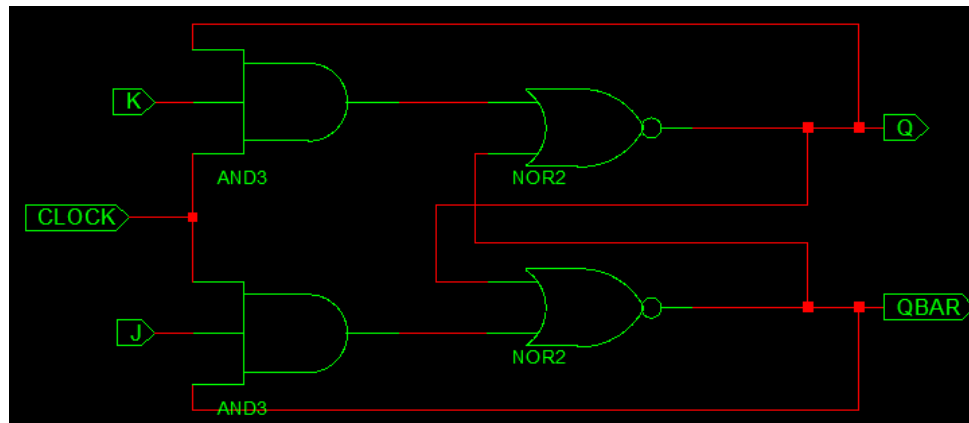 K
Q
AND3
NOR2
CLOCK
QBAR
J
NOR2
AND3